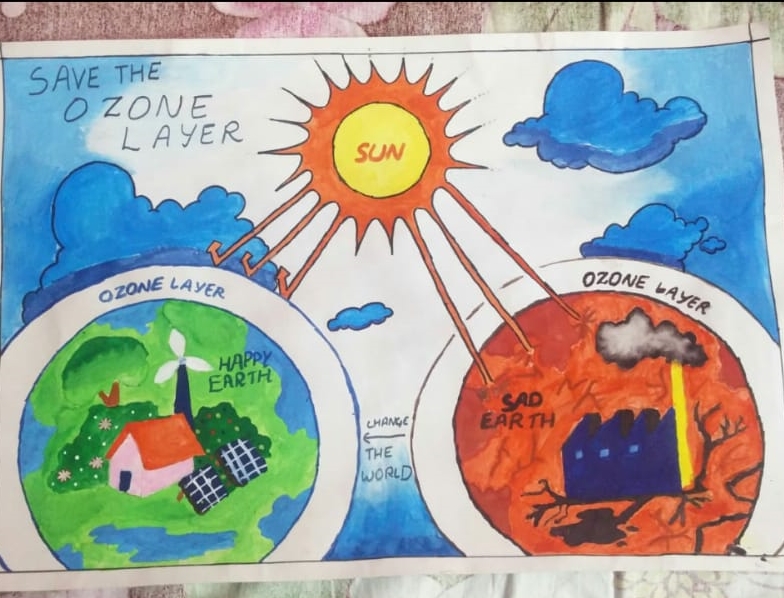 SAVE THE
OZONE
LAYER
SUN
OZONE LAYER
HAPPY
EARTH
OZONE LAYER
SAD
EARTH
CHANGE
THE
WORLD